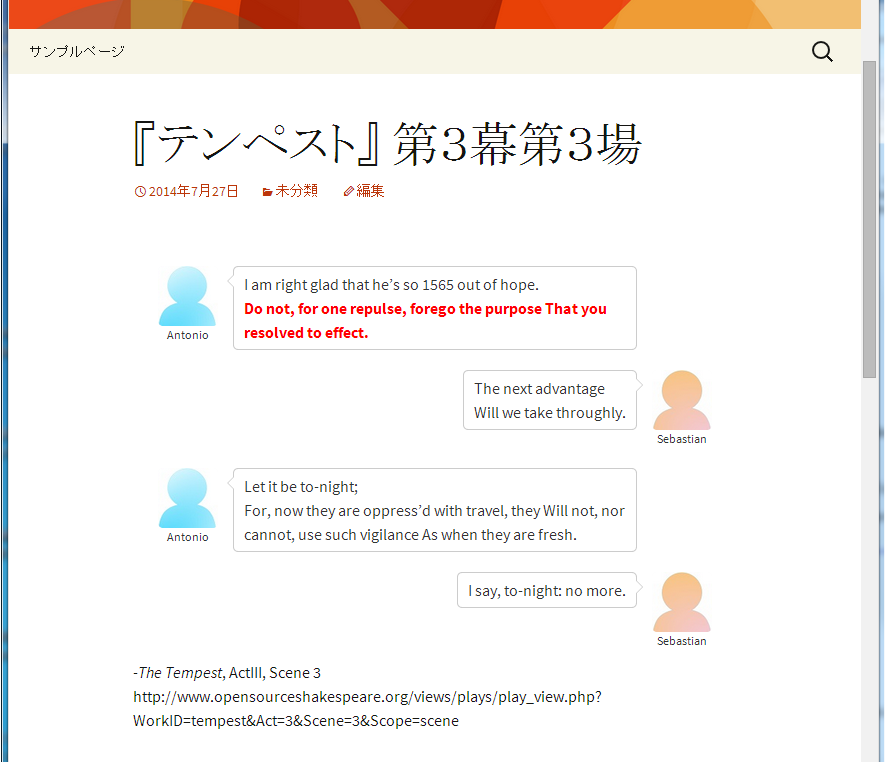 サンプルページ
『テンペスト』 第3幕第3場
2014年7月27日 未分類 編集
I am right glad that he’s so 1565 out of hope.
Do not, for one repulse, forego the purpose That you
resolved to effect.
Antonio
The next advantage
Will we take throughly.
Sebastian
Let it be to-night;
For, now they are oppress’d with travel, they Will not, nor
cannot, use such vigilance As when they are fresh.
Antonio
I say, to-night: no more.
Sebastian
-The Tempest, ActIII, Scene 3
http://www.opensourceshakespeare.org/views/plays/play_view.php?
WorkID=tempest&Act=3&Scene=3&Scope=scene